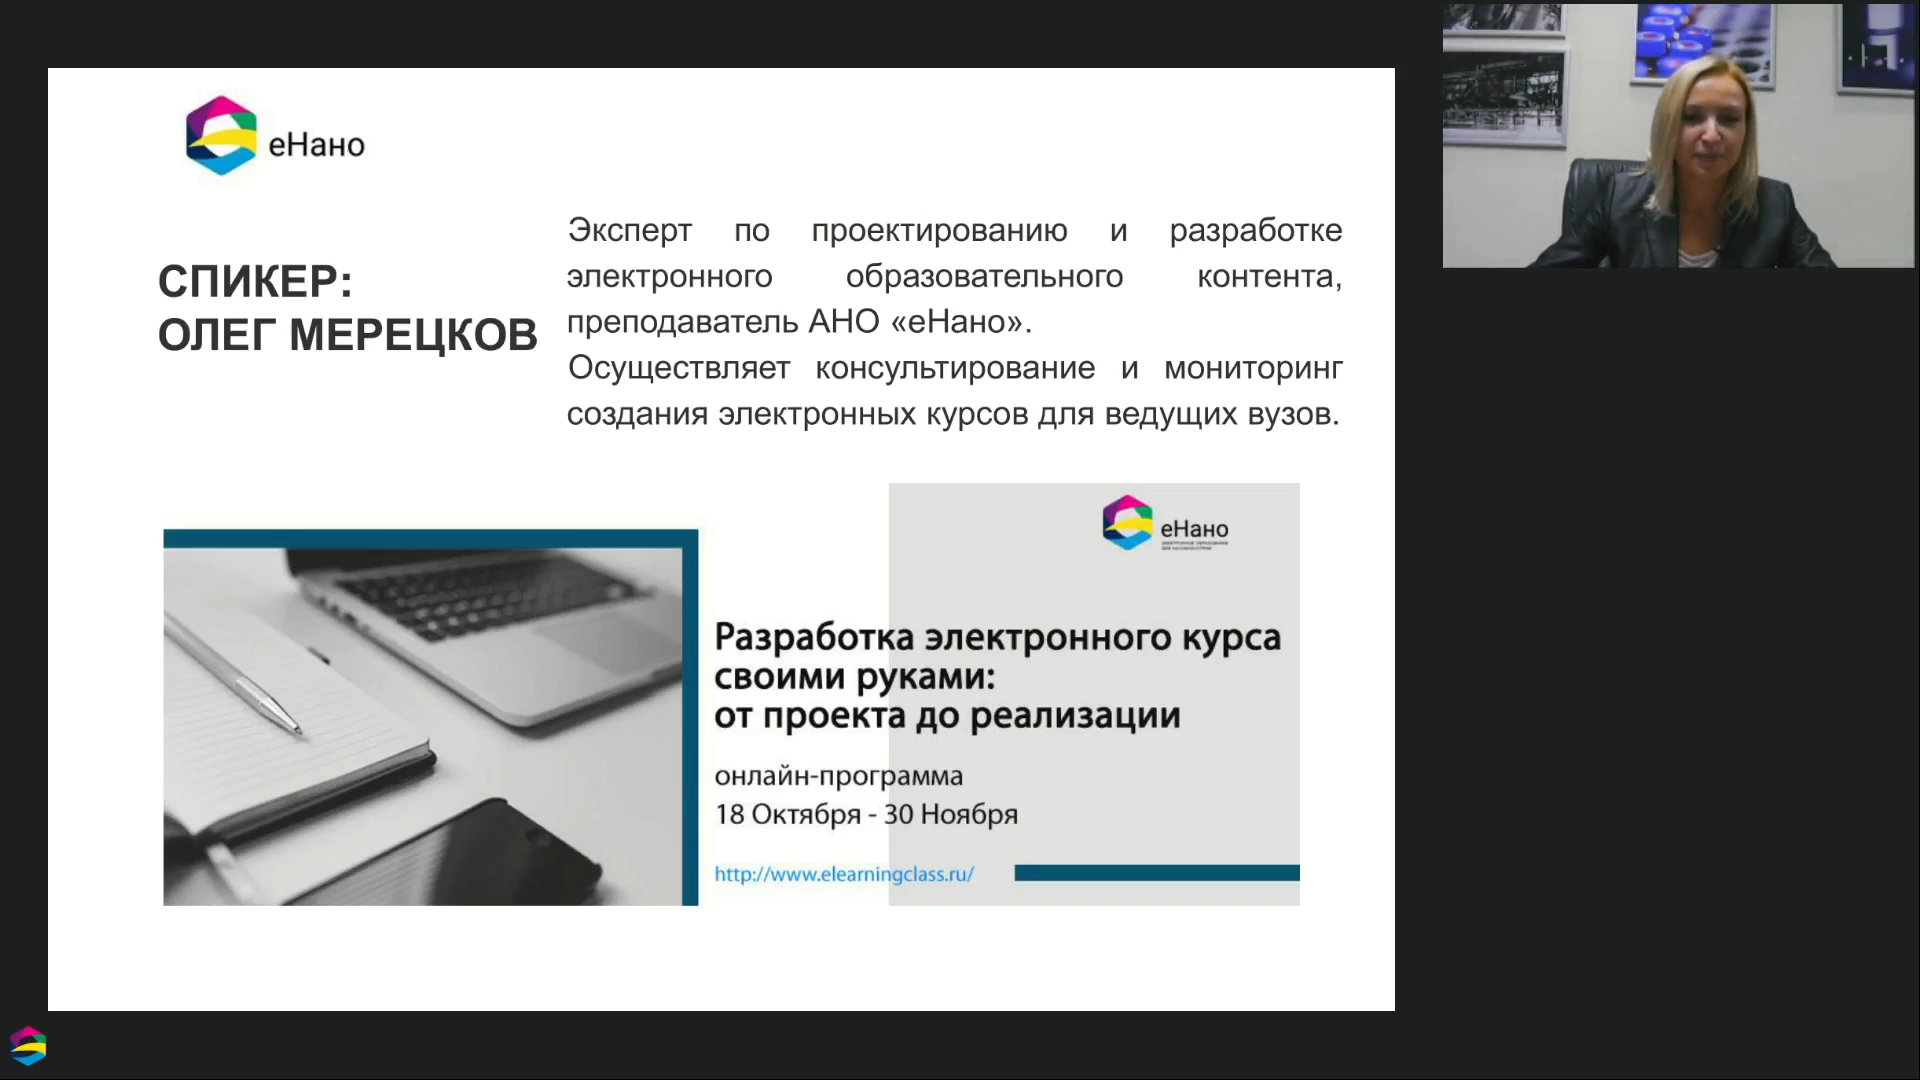 еНано
СПИКЕР:
ОЛЕГ МЕРЕЦКОВ
Эксперт по проектированию и разработке
электронного образовательного контента,
преподаватель АНО «еНано».
Осуществляет консультирование и мониторинг
создания электронных курсов для ведущих вузов.
еНано
Разработка электронного курса
своими руками:
от проекта до реализации
онлайн-программа
18 Октября - 30 Ноября
http://www.elearningclass.ru/